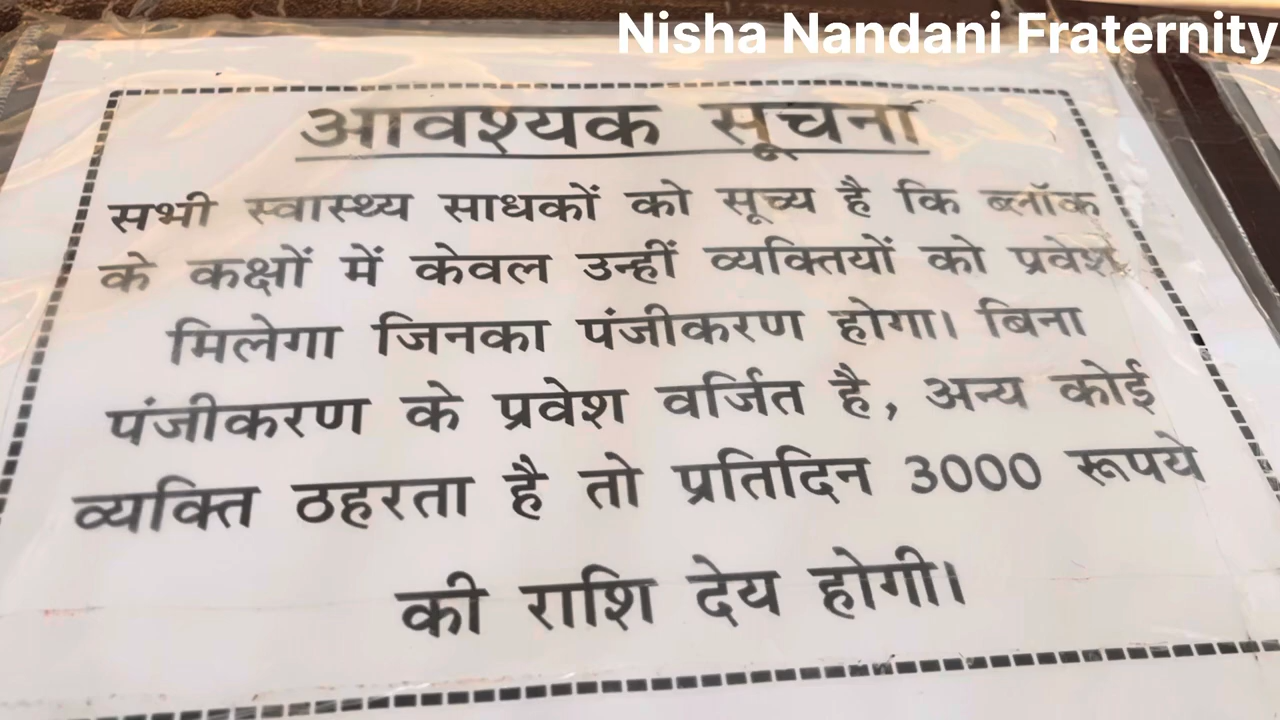 Nisha Nandani Fraternity
आवश्यक सूचना
सभी स्वास्थ्य साधकों को सूच्य है कि ब्लॉक
के कक्षों में केवल उन्हीं व्यक्तियों को प्रवेश
मिलेगा जिनका पंजीकरण होगा। बिना
पंजीकरण के प्रवेश वर्जित है, अन्य कोई
व्यक्ति ठहरता है तो प्रतिदिन 3000 रूपये
की राशि देय होगी।